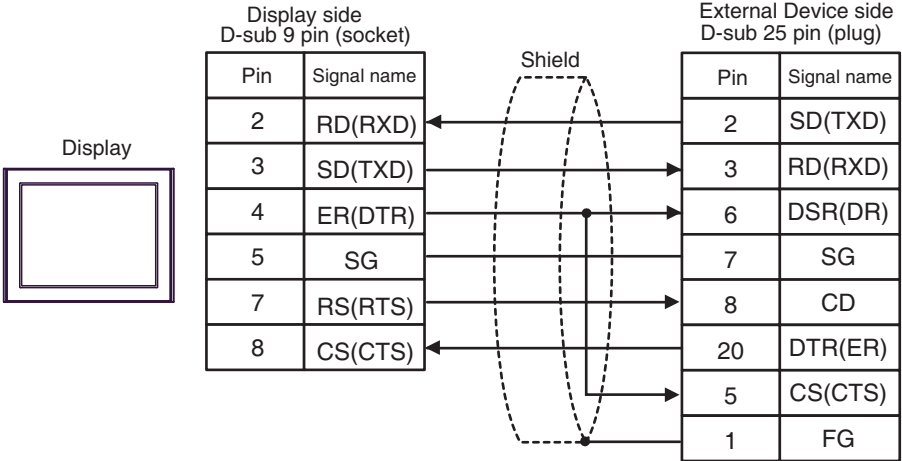 Display side
D-sub 9 pin (socket)
External Device side
D-sub 25 pin (plug)
Shield
Display
Pin Signal name
2 RD(RXD)
3 SD(TXD)
4 ER(DTR)
5 SG
7 RS(RTS)
8 CS(CTS)
Pin Signal name
2 SD(TXD)
3 RD(RXD)
6 DSR(DR)
7 SG
8 CD
20 DTR(ER)
5 CS(CTS)
1 FG